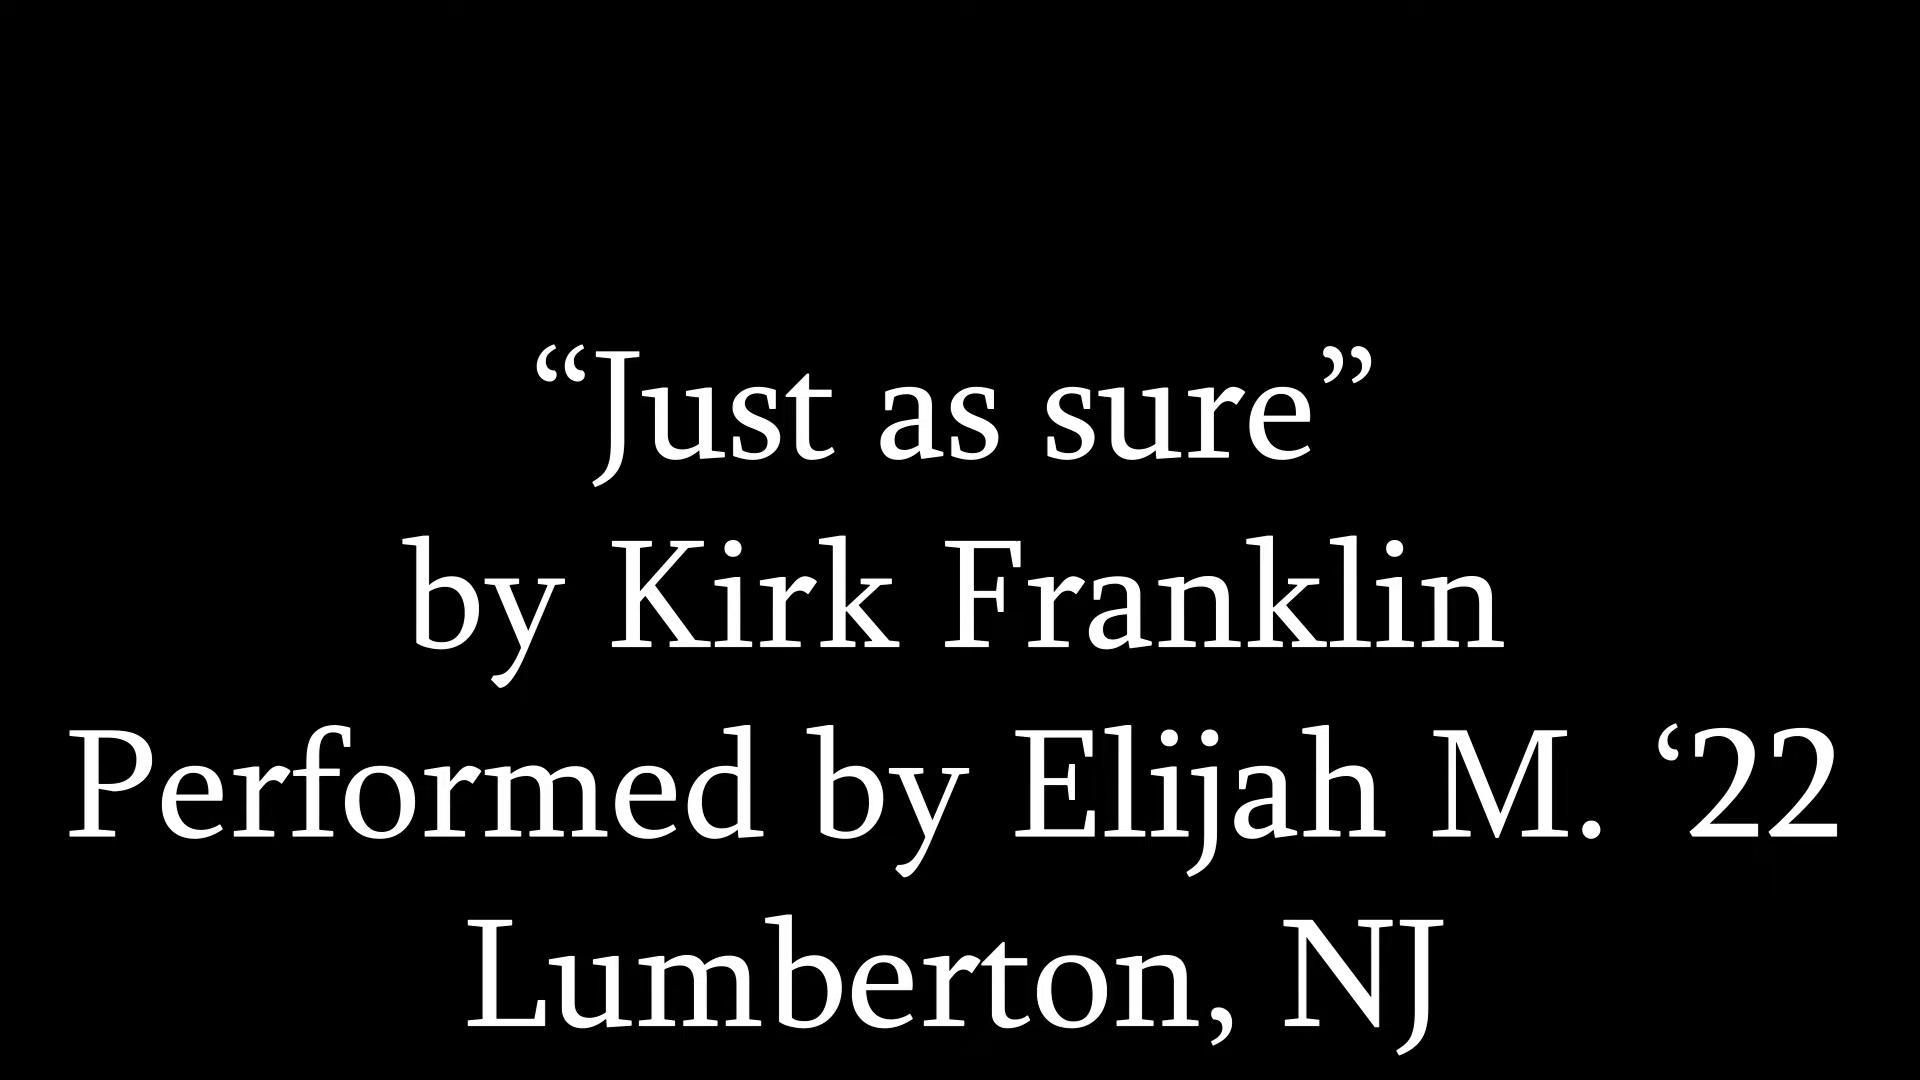 “Just as sure”
by Kirk Franklin
Performed by Elijah M. ‘22
Lumberton, NJ